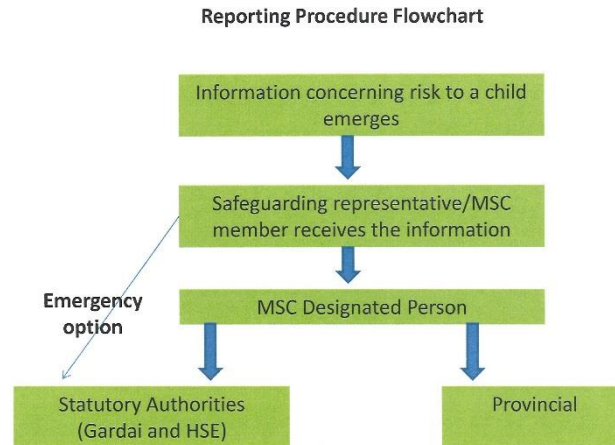 Reporting Procedure Flowchart
Information concerning risk to a child
emerges
Safeguarding representative/MSC
member receives the information
Emergency
option
MSC Designated Person
Statutory Authorities
(Gardai and HSE)
Provincial